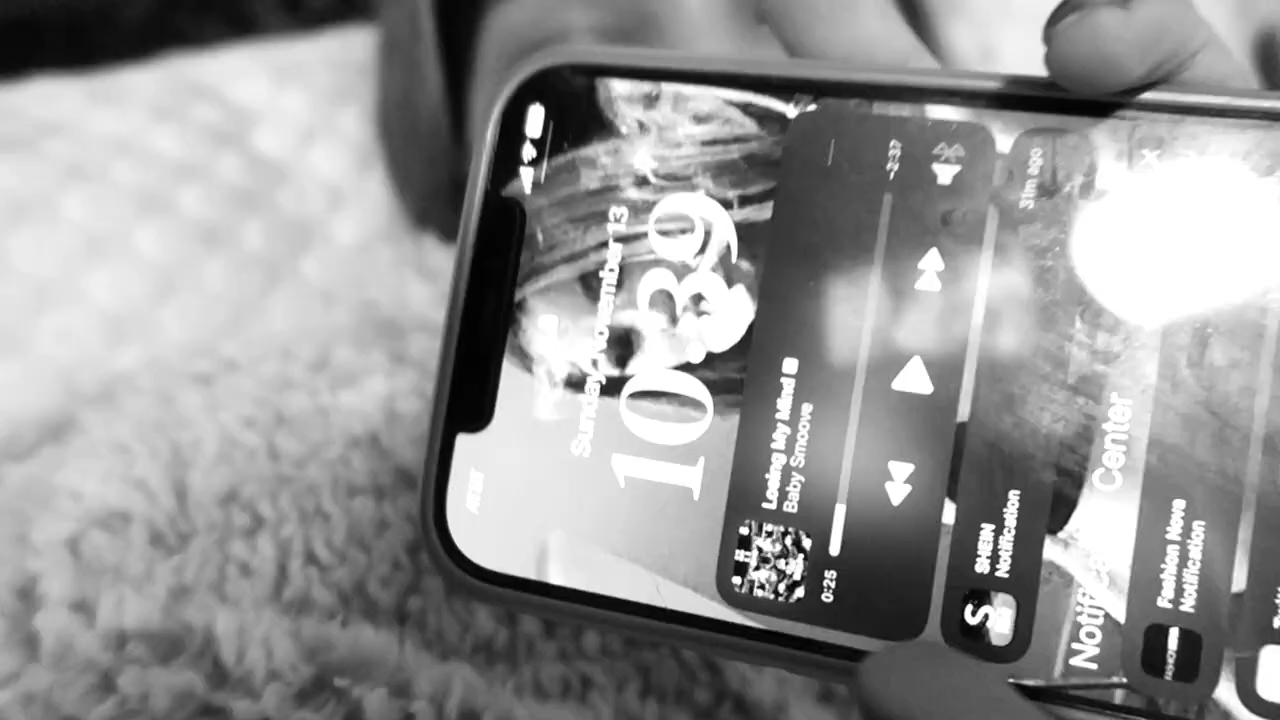 AT&T
Sunday, November 13
10:39
Losing My Mind E
Baby Smoove
0:25
-2:37
SHEIN
Notification
31m ago
Notification Center
Fashion Nova
Notification